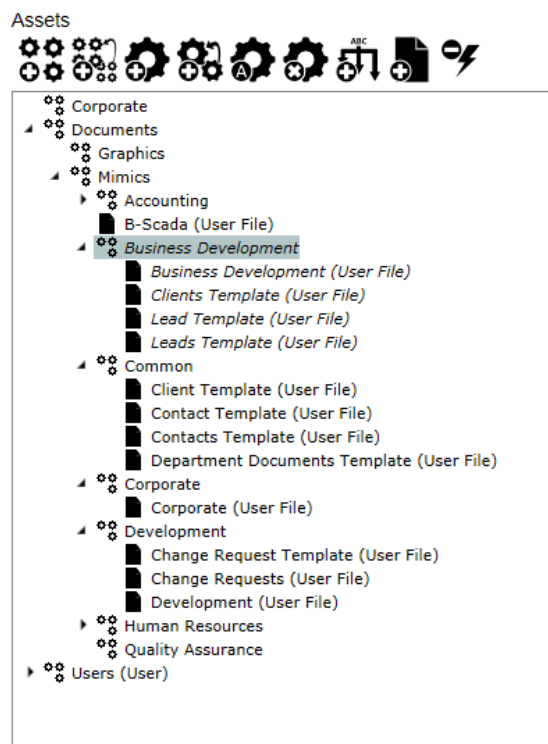 Assets
A
ABC
Corporate
Documents
Graphics
Mimics
Accounting
B-Scada (User File)
Business Development
Business Development (User File)
Clients Template (User File)
Lead Template (User File)
Leads Template (User File)
Common
Client Template (User File)
Contact Template (User File)
Contacts Template (User File)
Department Documents Template (User File)
Corporate
Corporate (User File)
Development
Change Request Template (User File)
Change Requests (User File)
Development (User File)
Human Resources
Quality Assurance
Users (User)